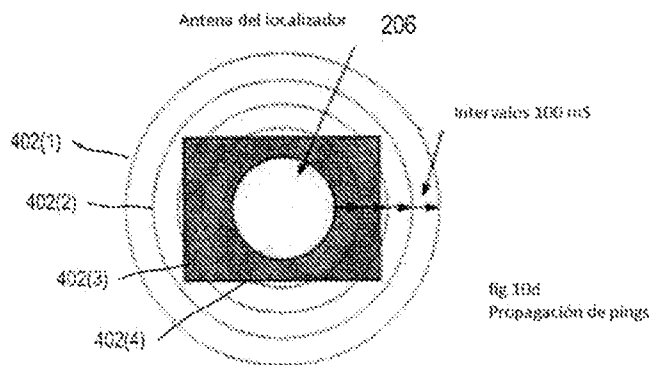 Antena del localizador 206
Intervalos 100 mS
402(1)
402(2)
402(3)
402(4)
fig 10d
Propagación de pings